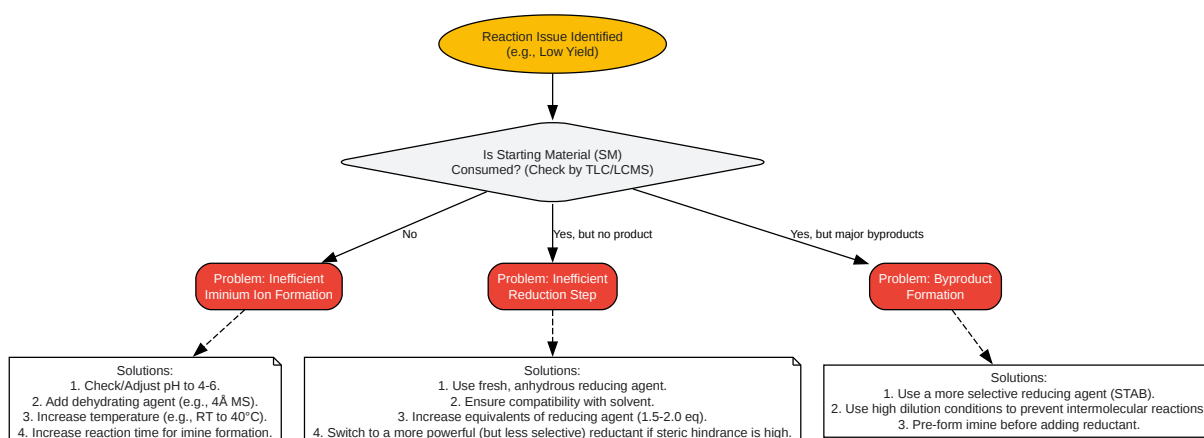 Reaction Issue Identified
(e.g., Low Yield)
Is Starting Material (SM)
Consumed? (Check by TLC/LCMS)
No
Yes, but no product
Yes, but major byproducts
Problem: Inefficient
Iminium Ion Formation
Problem: Inefficient
Reduction Step
Problem: Byproduct
Formation
Solutions:
1. Check/Adjust pH to 4-6.
2. Add dehydrating agent (e.g., 4Å MS).
3. Increase temperature (e.g., RT to 40°C).
4. Increase reaction time for imine formation.
Solutions:
1. Use fresh, anhydrous reducing agent.
2. Ensure compatibility with solvent.
3. Increase equivalents of reducing agent (1.5-2.0 eq).
4. Switch to a more powerful (but less selective) reductant if steric hindrance is high.
Solutions:
1. Use a more selective reducing agent (STAB).
2. Use high dilution conditions to prevent intermolecular reactions.
3. Pre-form imine before adding reductant.